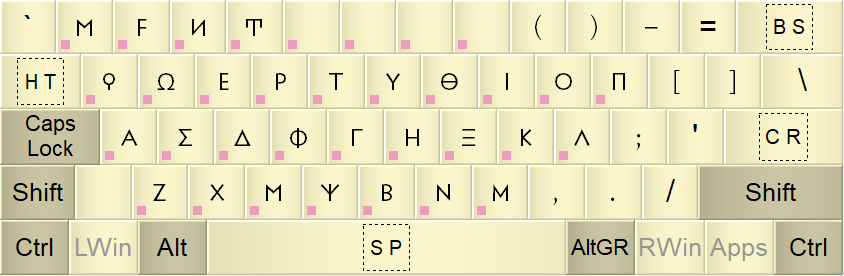 ` Ϻ Ϝ Ͷ Ͳ ( ) − = BS
HT Ϙ Ω Ε Ρ Τ Υ Θ Ι Ο Π [ ] \
Caps Lock Α Σ Δ Φ Γ Η Ξ Κ Λ ; ' CR
Shift Ζ Χ Ϻ Ψ Β Ν Μ , . / Shift
Ctrl LWin Alt SP AltGR RWin Apps Ctrl